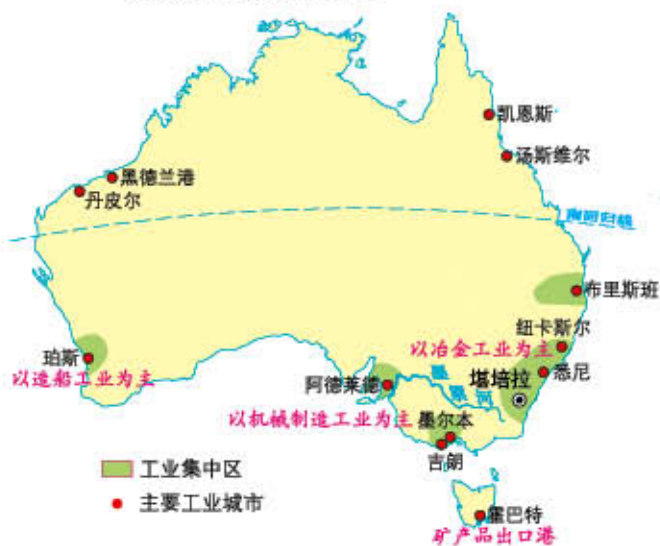 凯恩斯
汤斯维尔
黑德兰港
丹皮尔
南回归线
布里斯班
纽卡斯尔
以冶金工业为主
珀斯
以造船工业为主
悉尼
堪培拉
阿德莱德
墨累河
以机械制造工业为主
墨尔本
吉朗
工业集中区
主要工业城市
霍巴特
矿产品出口港